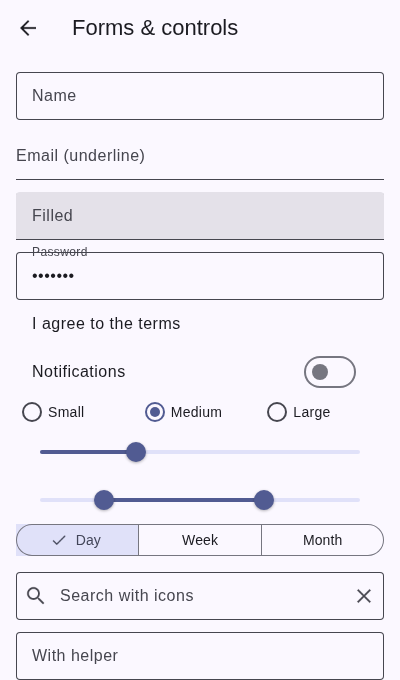 Forms & controls
Name
Email (underline)
Filled
Password
•••••••
I agree to the terms
Notifications
Small Medium Large
Day Week Month
Search with icons
With helper